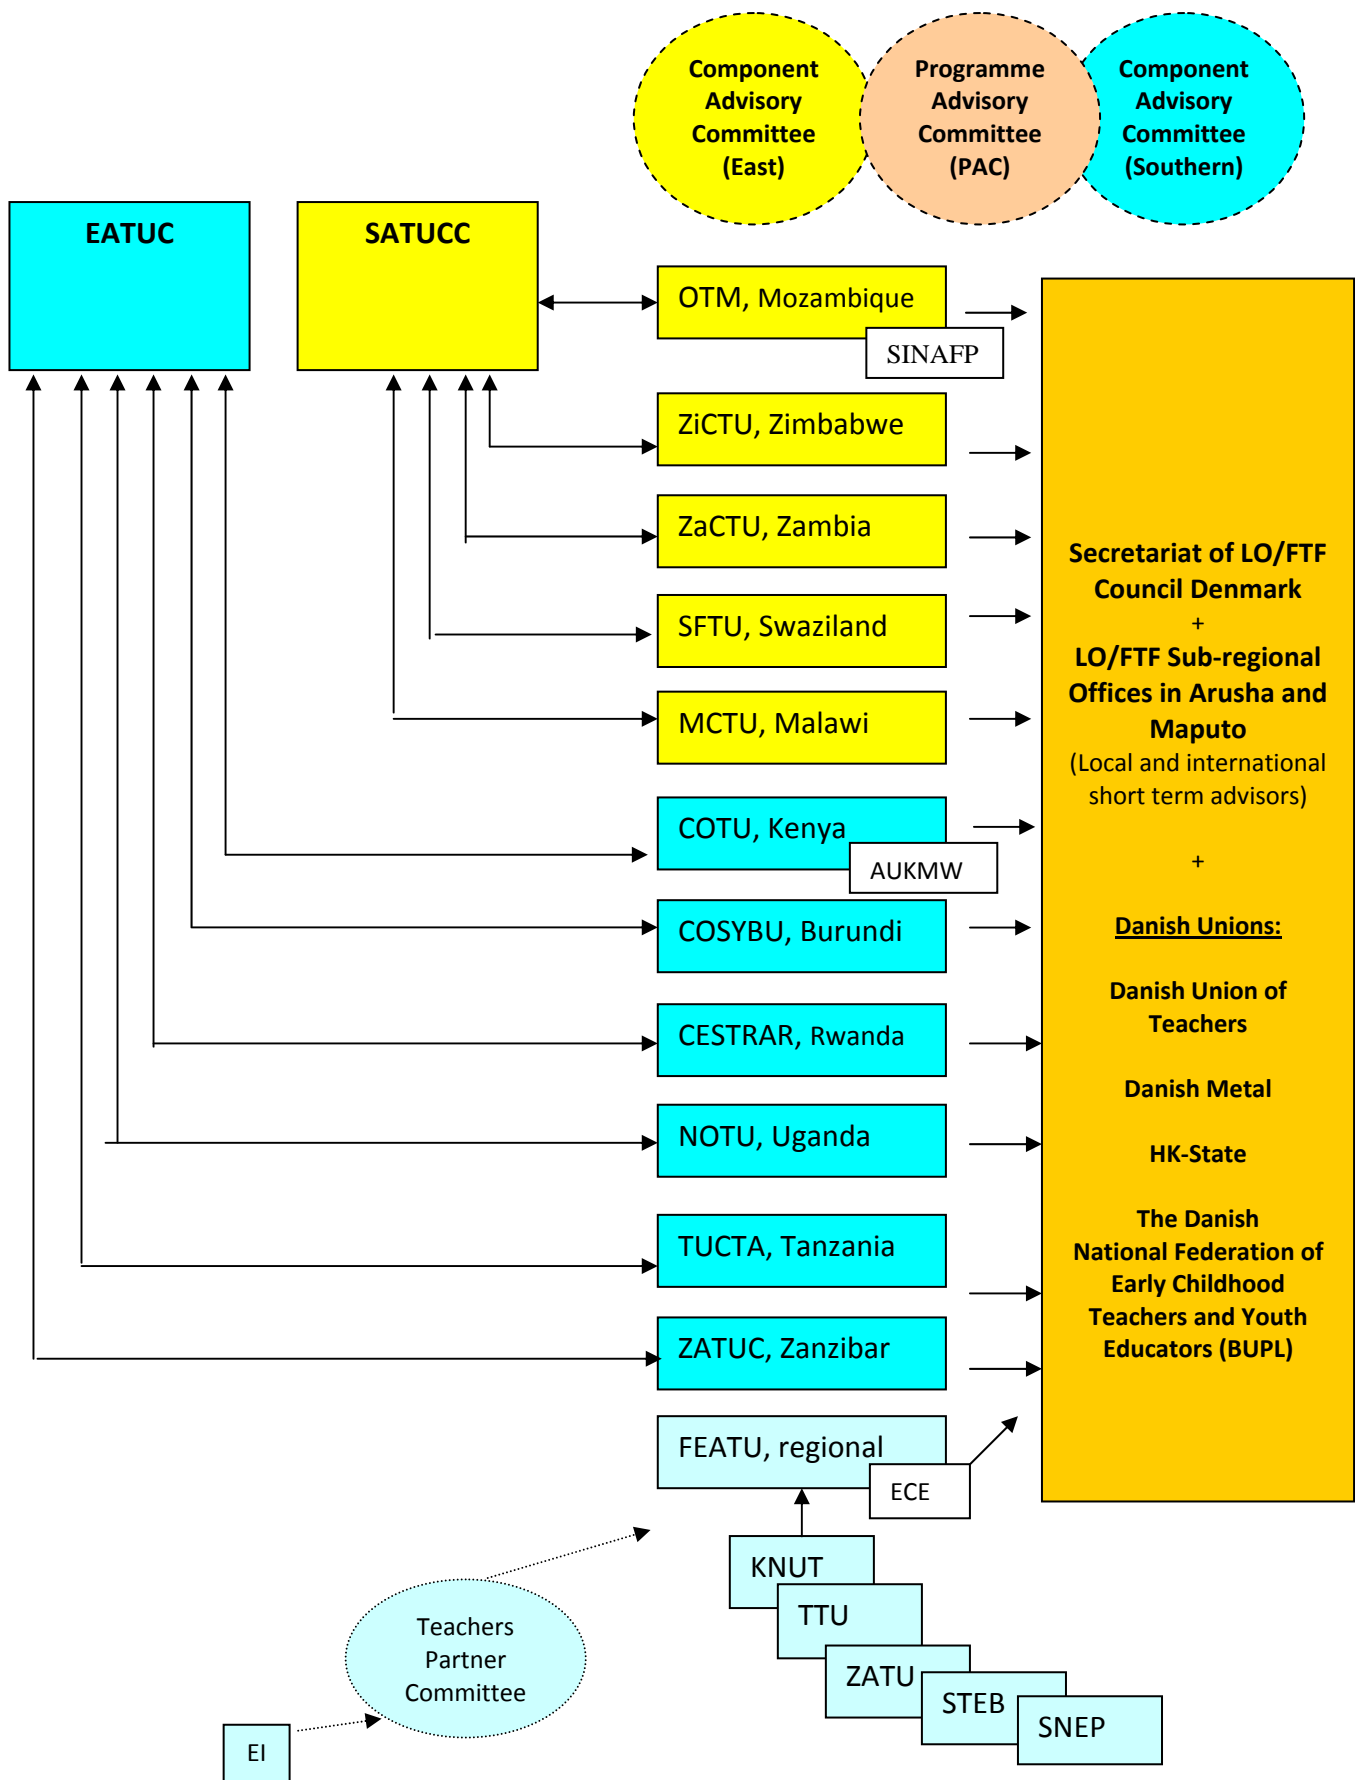 Component
Advisory
Committee
(East)
Programme
Advisory
Committee
(PAC)
Component
Advisory
Committee
(Southern)
EATUC
SATUCC
OTM, Mozambique
SINAFP
ZiCTU, Zimbabwe
ZaCTU, Zambia
SFTU, Swaziland
MCTU, Malawi
COTU, Kenya
AUKMW
COSYBU, Burundi
CESTRAR, Rwanda
NOTU, Uganda
TUCTA, Tanzania
ZATUC, Zanzibar
FEATU, regional
ECE
Secretariat of LO/FTF
Council Denmark
+
LO/FTF Sub-regional
Offices in Arusha and
Maputo
(Local and international
short term advisors)
+
Danish Unions:
Danish Union of
Teachers
Danish Metal
HK-State
The Danish
National Federation of
Early Childhood
Teachers and Youth
Educators (BUPL)
KNUT
TTU
ZATU
STEB
SNEP
Teachers
Partner
Committee
EI